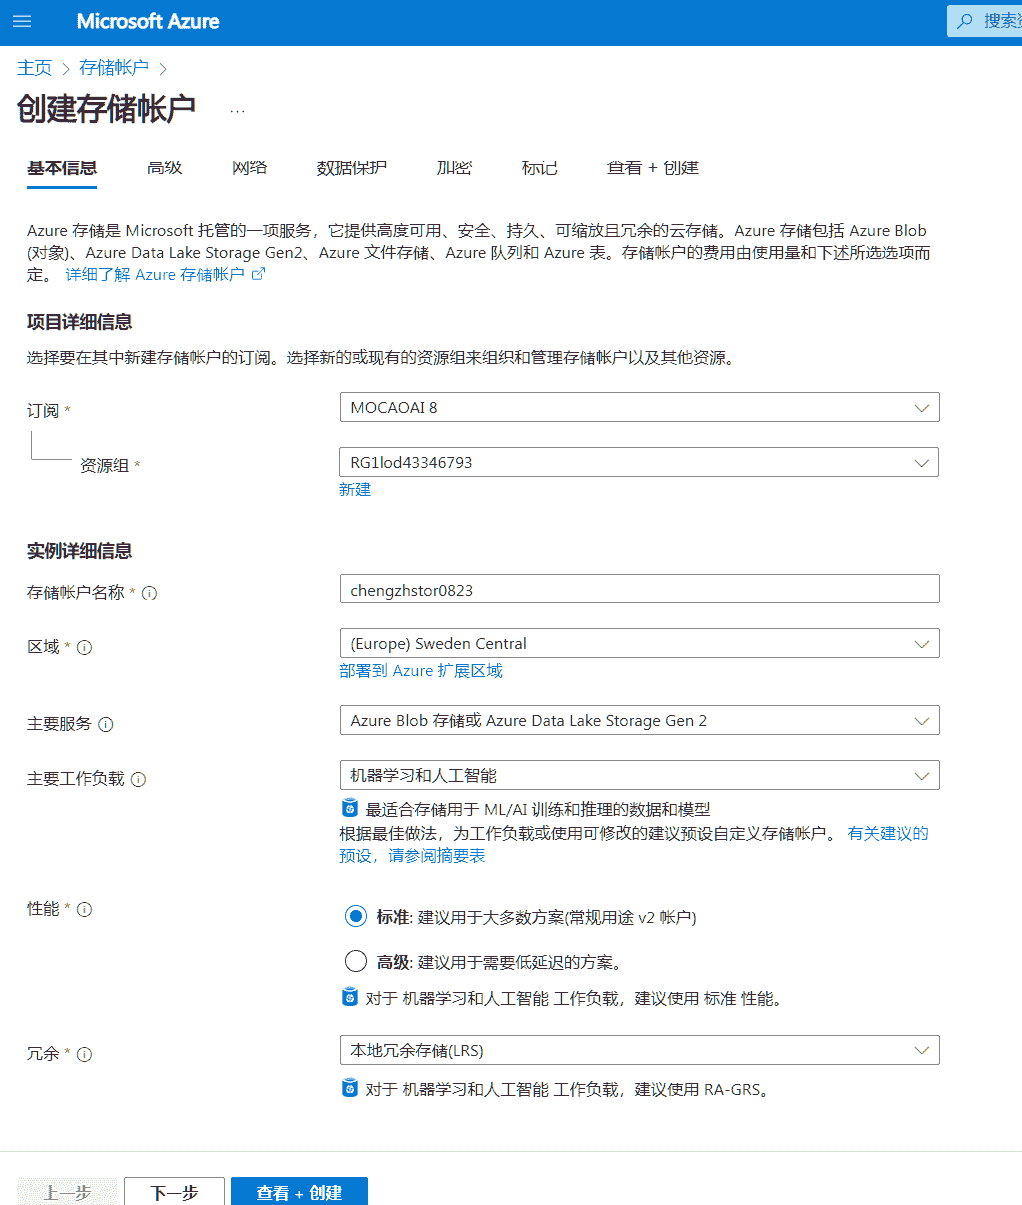 Microsoft Azure
搜索资
主页 > 存储帐户 >
创建存储帐户 ...
基本信息 高级 网络 数据保护 加密 标记 查看 + 创建
Azure 存储是 Microsoft 托管的一项服务，它提供高度可用、安全、持久、可缩放且冗余的云存储。Azure 存储包括 Azure Blob
(对象)、Azure Data Lake Storage Gen2、Azure 文件存储、Azure 队列和 Azure 表。存储帐户的费用由使用量和下述所选选项而
定。 详细了解 Azure 存储帐户
项目详细信息
选择要在其中新建存储帐户的订阅。选择新的或现有的资源组来组织和管理存储帐户以及其他资源。
订阅 * MOCAOAI 8
资源组 * RG1lod43346793
新建
实例详细信息
存储帐户名称 * chengzhstor0823
区域 * (Europe) Sweden Central
部署到 Azure 扩展区域
主要服务 Azure Blob 存储或 Azure Data Lake Storage Gen 2
主要工作负载 机器学习和人工智能
最适合存储用于 ML/AI 训练和推理的数据和模型
根据最佳做法，为工作负载或使用可修改的建议预设自定义存储帐户。 有关建议的
预设，请参阅摘要表
性能 * 标准: 建议用于大多数方案(常规用途 v2 帐户)
高级: 建议用于需要低延迟的方案。
对于 机器学习和人工智能 工作负载，建议使用 标准 性能。
冗余 * 本地冗余存储(LRS)
对于 机器学习和人工智能 工作负载，建议使用 RA-GRS。
上一步 下一步 查看 + 创建